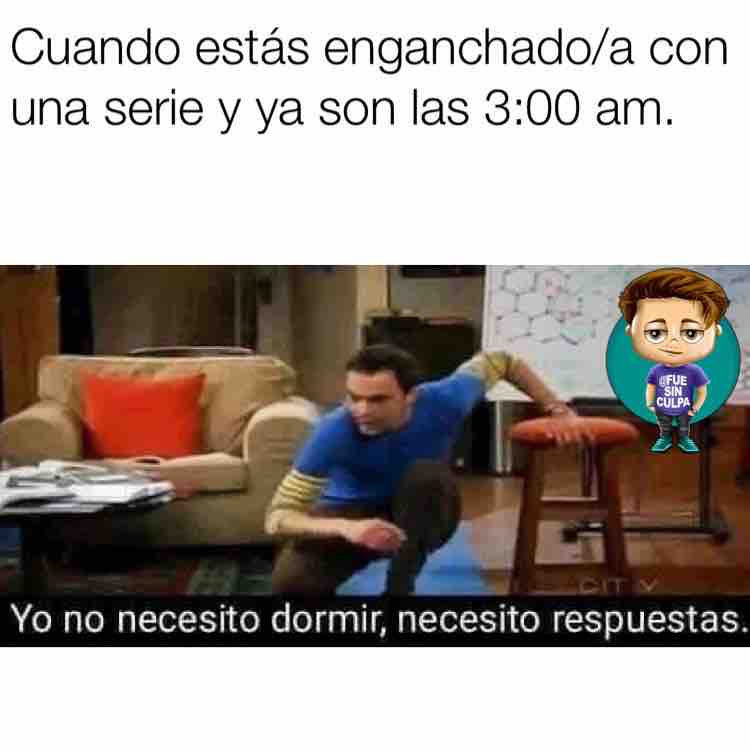 Cuando estás enganchado/a con
una serie y ya son las 3:00 am.
@FUE
SIN
CULPA
Yo no necesito dormir, necesito respuestas.